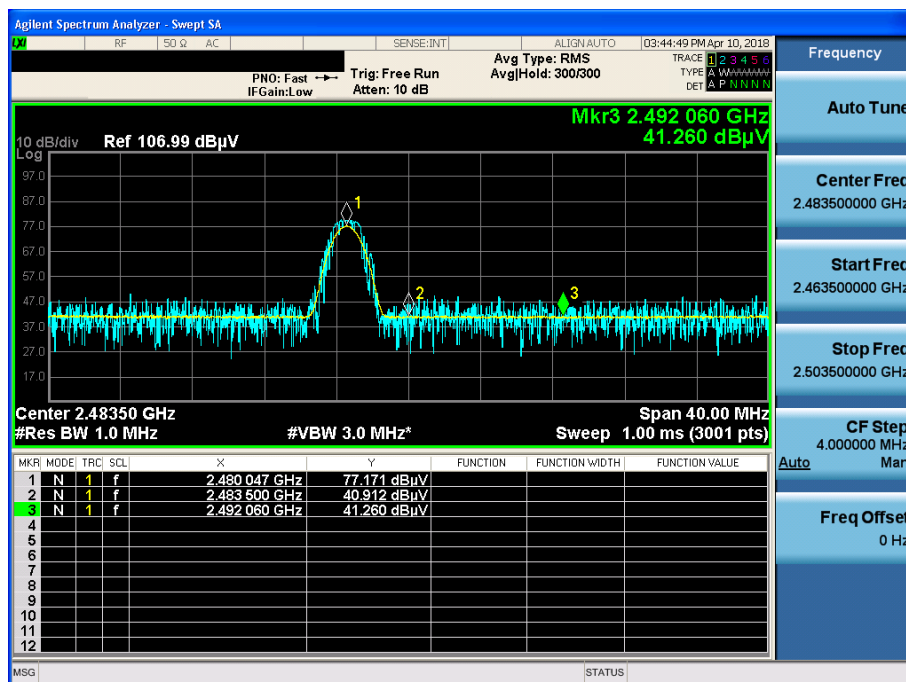 Agilent Spectrum Analyzer - Swept SA
LXI RF 50 Ω AC SENSE:INT ALIGN AUTO 03:44:49 PM Apr 10, 2018
PNO: Fast Trig: Free Run Avg Type: RMS TRACE 1 2 3 4 5 6
IFGain:Low Atten: 10 dB Avg|Hold: 300/300 TYPE A WWWWW
DET A P N N N N
Mkr3 2.492 060 GHz
41.260 dBµV
10 dB/div Ref 106.99 dBµV
Log
97.0
87.0
77.0
67.0
57.0
47.0
37.0
27.0
17.0
1
2
3
Center 2.48350 GHz Span 40.00 MHz
#Res BW 1.0 MHz #VBW 3.0 MHz* Sweep 1.00 ms (3001 pts)
MKR MODE TRC SCL X Y FUNCTION FUNCTION WIDTH FUNCTION VALUE
1 N 1 f 2.480 047 GHz 77.171 dBµV
2 N 1 f 2.483 500 GHz 40.912 dBµV
3 N 1 f 2.492 060 GHz 41.260 dBµV
4
5
6
7
8
9
10
11
12
MSG STATUS
Frequency
Auto Tune
Center Freq
2.483500000 GHz
Start Freq
2.463500000 GHz
Stop Freq
2.503500000 GHz
CF Step
4.000000 MHz
Auto Man
Freq Offset
0 Hz